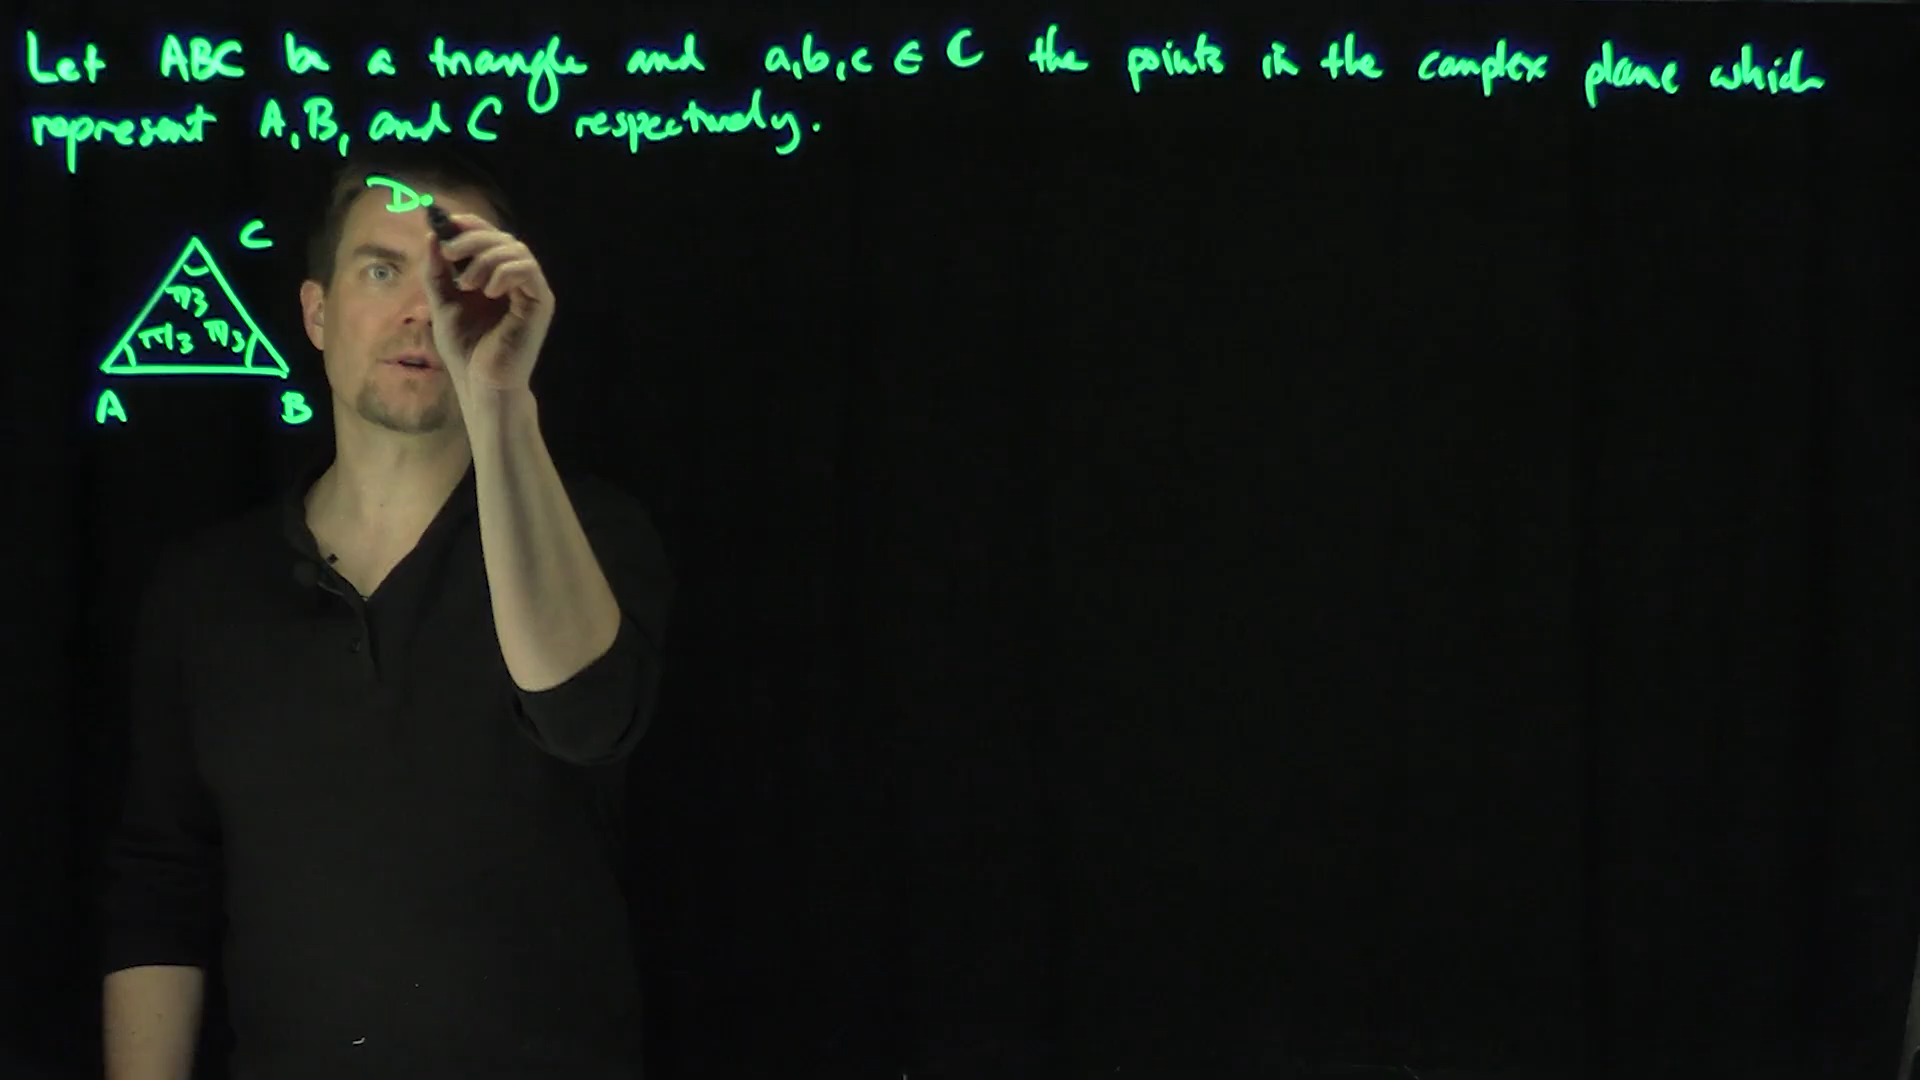 Let ABC be a triangle and a,b,c ∈ C the points in the complex plane which
represent A, B, and C respectively.
D
C
π/3
π/3 π/3
A B